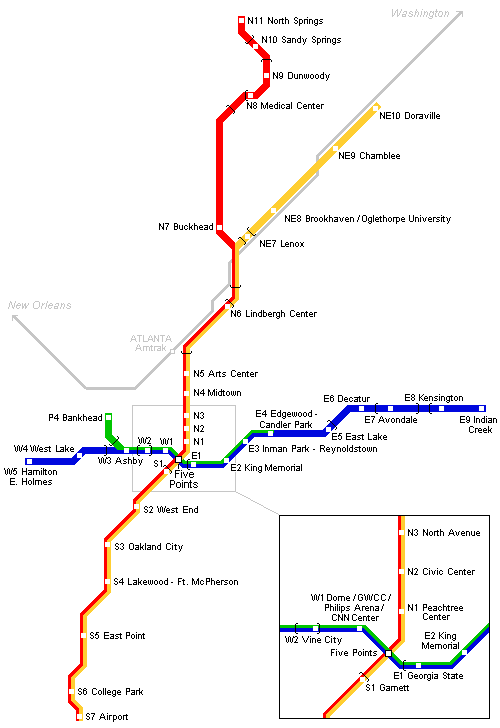 Washington
N11 North Springs
N10 Sandy Springs
N9 Dunwoody
N8 Medical Center
NE10 Doraville
NE9 Chamblee
NE8 Brookhaven / Oglethorpe University
N7 Buckhead
NE7 Lenox
New Orleans
N6 Lindbergh Center
ATLANTA
Amtrak
N5 Arts Center
N4 Midtown
N3
N2
N1
P4 Bankhead
E6 Decatur
E8 Kensington
E4 Edgewood -
Candler Park
E7 Avondale
E9 Indian
Creek
E5 East Lake
W4 West Lake
W2
W1
W3 Ashby
E3 Inman Park - Reynoldstown
E1
S1
E2 King Memorial
W5 Hamilton
E. Holmes
Five
Points
S2 West End
S3 Oakland City
S4 Lakewood - Ft. McPherson
S5 East Point
S6 College Park
S7 Airport
N3 North Avenue
N2 Civic Center
W1 Dome / GWCC /
Philips Arena /
CNN Center
N1 Peachtree
Center
W2 Vine City
E2 King
Memorial
Five Points
E1 Georgia State
S1 Garnett